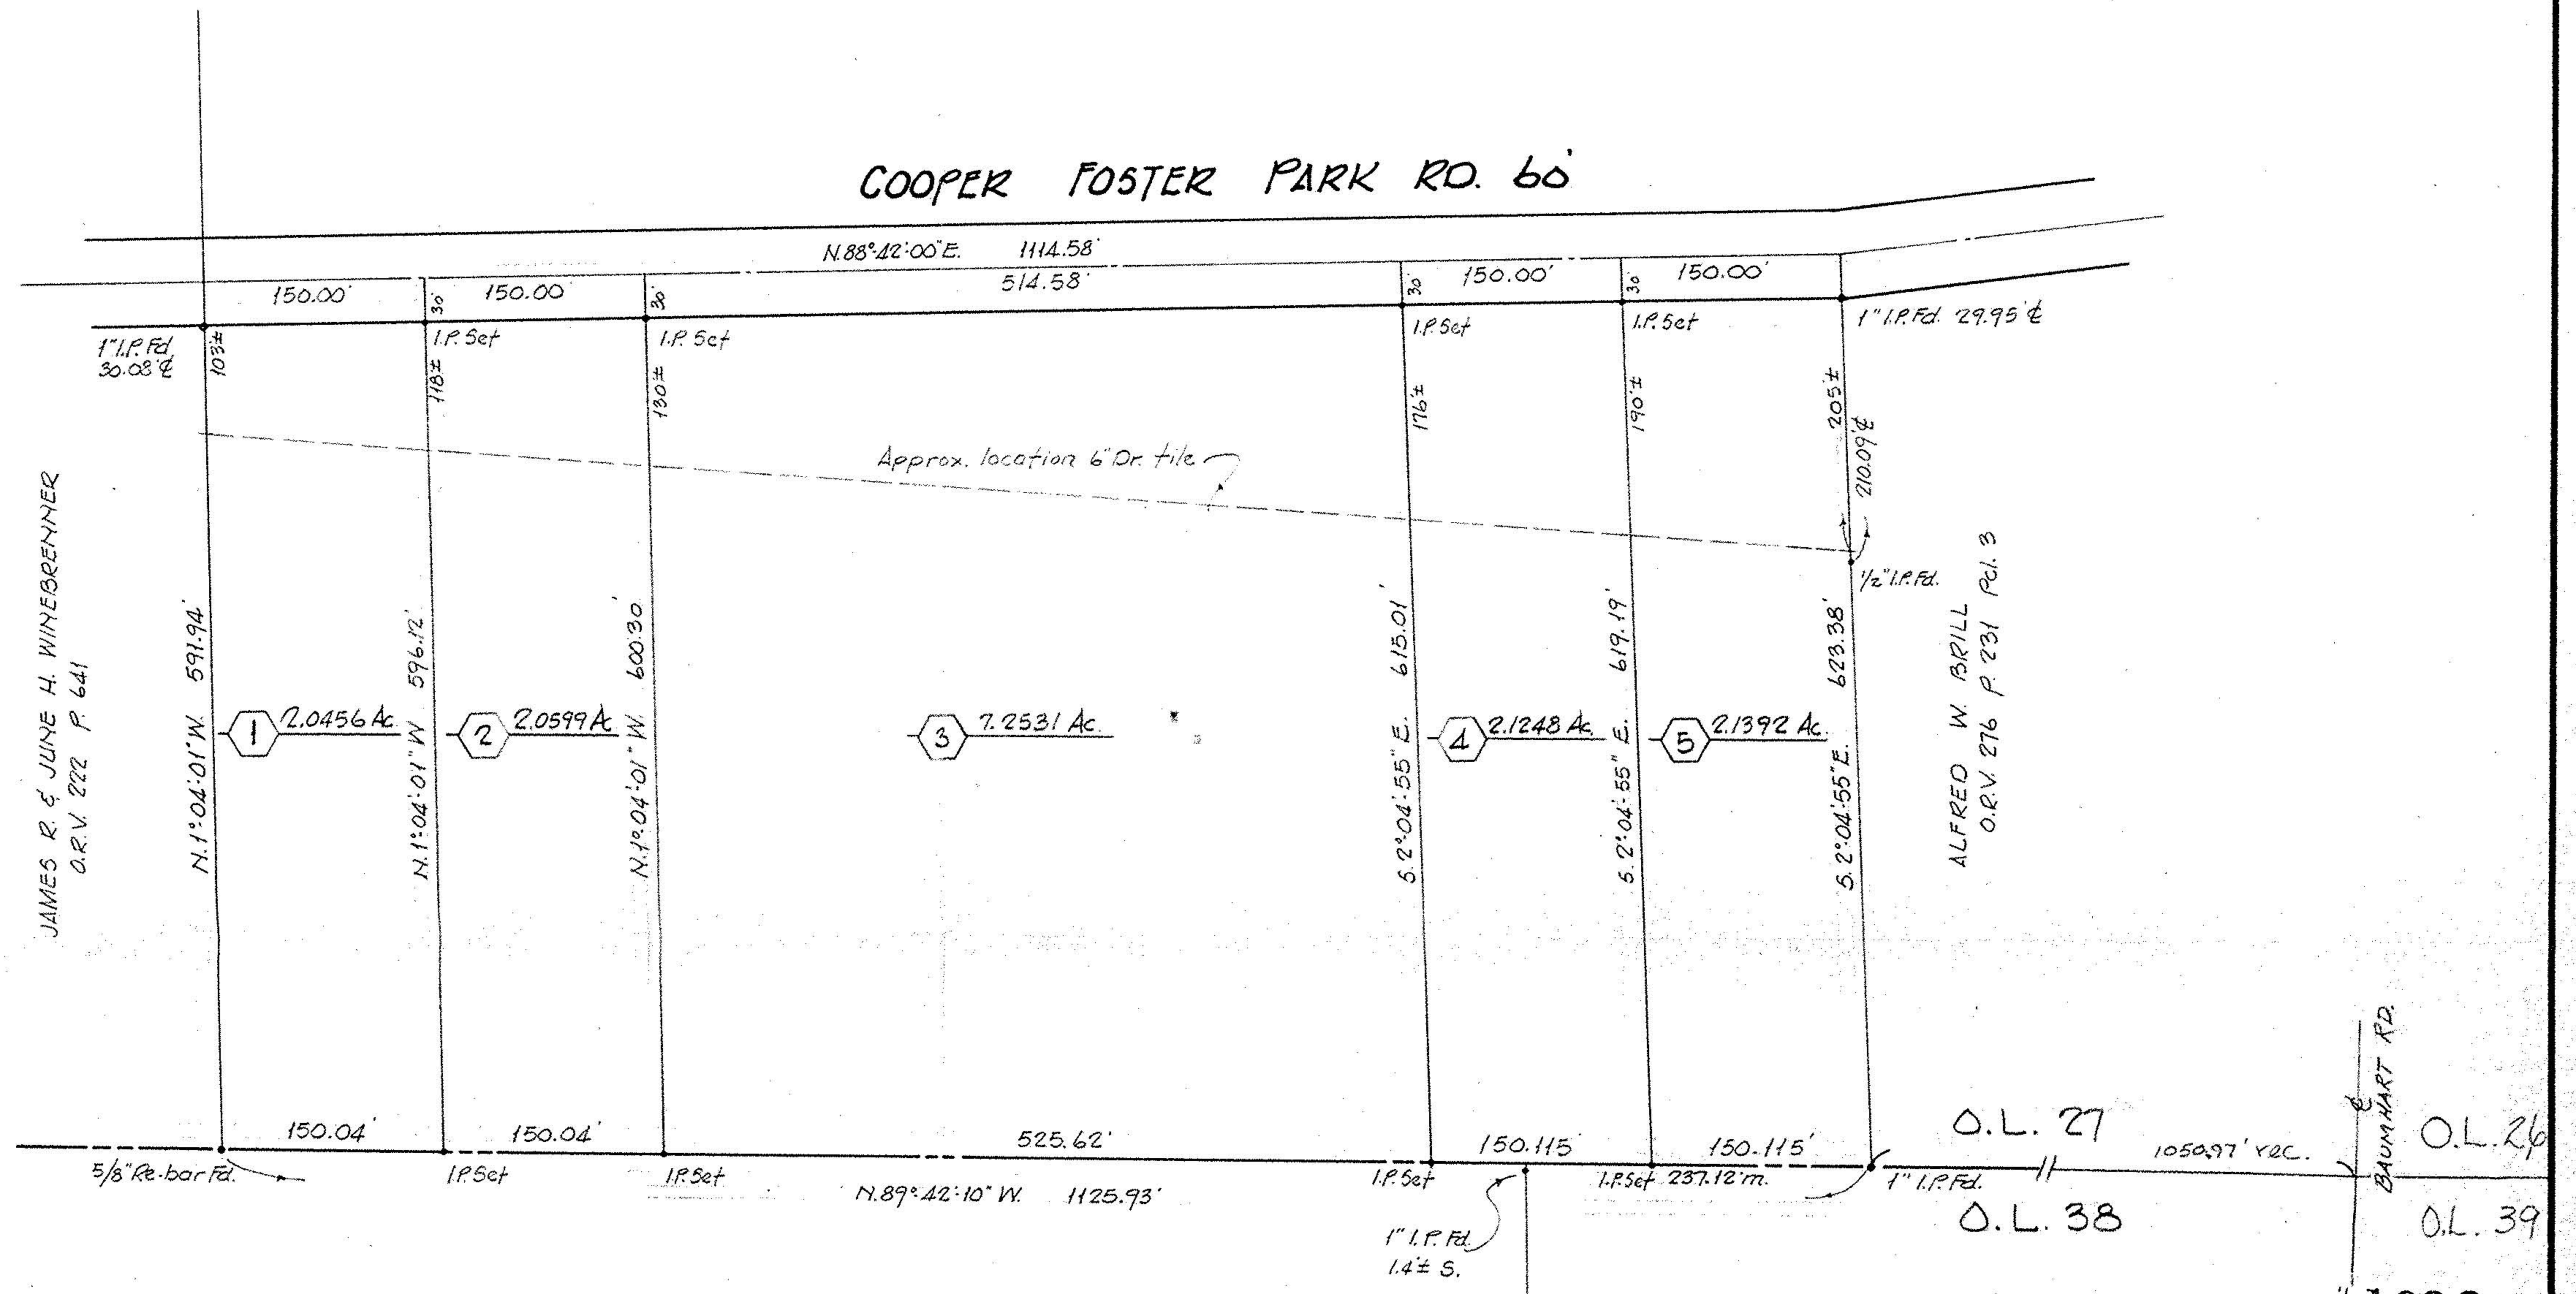 COOPER FOSTER PARK RD. 60'
N.88°-42'-00"E. 1114.58'
150.00' 30' 150.00' 30' 514.58' 30' 150.00' 30' 150.00'
1" I.P. Fd. 30.08' ℄
I.P. Set
I.P. Set
I.P. Set
I.P. Set
1" I.P. Fd. 29.95' ℄
103'±
118'±
130'±
176'±
190'±
205'±
210.09' ℄
Approx. location 6" Dr. tile
1/2" I.P. Fd.
JAMES R. & JUNE H. WINEBRENNER
O.R.V. 222 P. 641
N.1°-04'-01"W. 591.94'
1 2.0456 Ac.
N.1°-04'-01"W 596.12'
2 2.0599 Ac.
N.1°-04'-01"W. 600.30'
3 7.2531 Ac.
S.2°-04'-55"E. 615.01'
4 2.1248 Ac.
S.2°-04'-55"E. 619.19'
5 2.1392 Ac.
S.2°-04'-55"E. 623.38'
ALFRED W. BRILL
O.R.V. 276 P. 231 Pcl. 3
150.04' 150.04' 525.62' 150.115' 150.115'
5/8" Re-bar Fd.
I.P. Set
I.P. Set
N.89°-42'-10"W. 1125.93'
I.P. Set
I.P. Set 237.12' m.
1" I.P. Fd.
1" I.P. Fd.
1.4'± S.
O.L. 27
O.L. 38
1050.97' rec.
℄
BAUMHART RD.
O.L. 26
O.L. 39